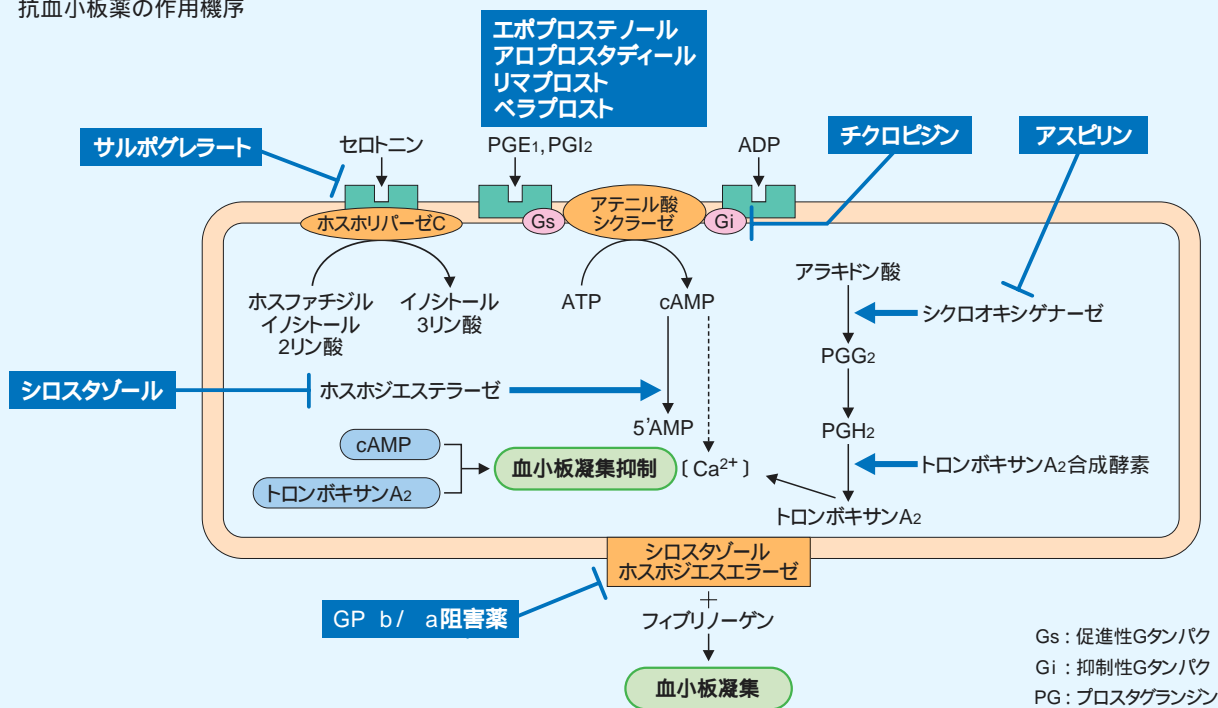 抗血小板薬の作用機序
エポプロステノール
アロプロスタディール
リマプロスト
ベラプロスト
サルポグレラート
セロトニン
PGE1,PGI2
ADP
チクロピジン
アスピリン
ホスホリパーゼC
Gs
アテニル酸
シクラーゼ
Gi
ホスファチジル
イノシトール
2リン酸
イノシトール
3リン酸
ATP
cAMP
アラキドン酸
シクロオキシゲナーゼ
PGG2
シロスタゾール
ホスホジエステラーゼ
5’AMP
PGH2
cAMP
トロンボキサンA2
血小板凝集抑制
〔Ca2+〕
トロンボキサンA2合成酵素
トロンボキサンA2
シロスタゾール
ホスホジエスエラーゼ
GP b/ a阻害薬
+
フィブリノーゲン
血小板凝集
Gs : 促進性Gタンパク
Gi : 抑制性Gタンパク
PG : プロスタグランジン